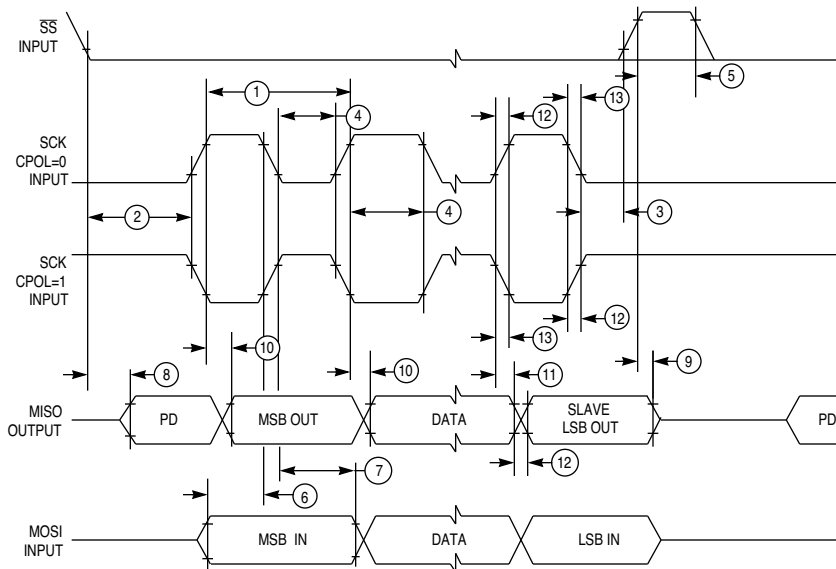 SS
INPUT
5
1
13
4
12
SCK
CPOL=0
INPUT
2
4
3
SCK
CPOL=1
INPUT
12
13
10
8
10
11
9
MISO
OUTPUT
PD
MSB OUT
DATA
SLAVE
LSB OUT
PD
7
12
6
MOSI
INPUT
MSB IN
DATA
LSB IN